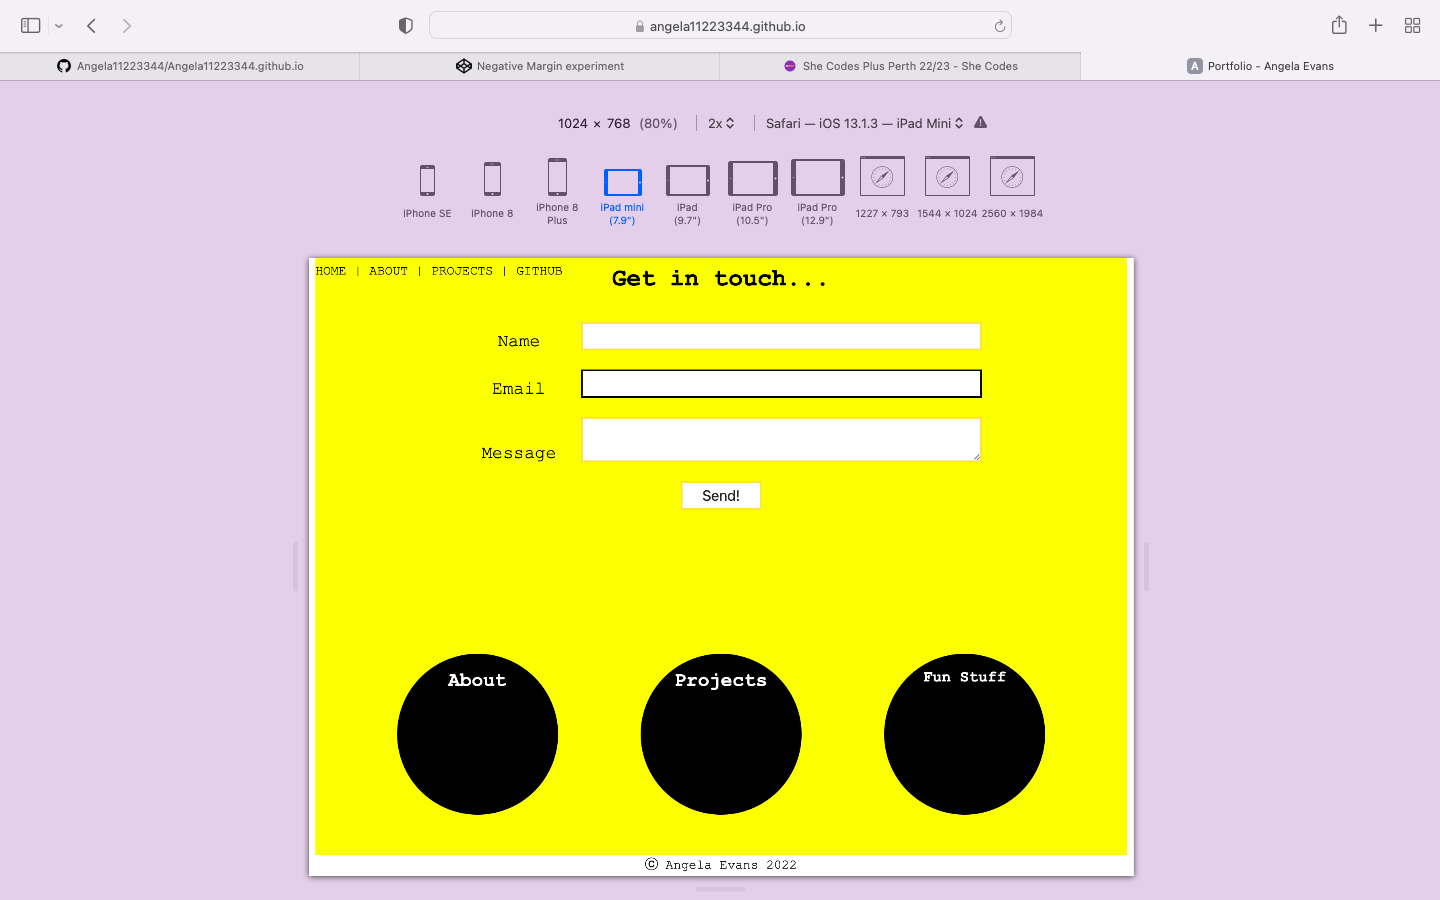 angela11223344.github.io
Angela11223344/Angela11223344.github.io
Negative Margin experiment
She Codes Plus Perth 22/23 - She Codes
A Portfolio - Angela Evans
1024 × 768 (80%) 2x Safari — iOS 13.1.3 — iPad Mini
iPhone SE
iPhone 8
iPhone 8
Plus
iPad mini
(7.9")
iPad
(9.7")
iPad Pro
(10.5")
iPad Pro
(12.9")
1227 × 793
1544 × 1024
2560 × 1984
HOME | ABOUT | PROJECTS | GITHUB
Get in touch...
Name
Email
Message
Send!
About
Projects
Fun Stuff
© Angela Evans 2022